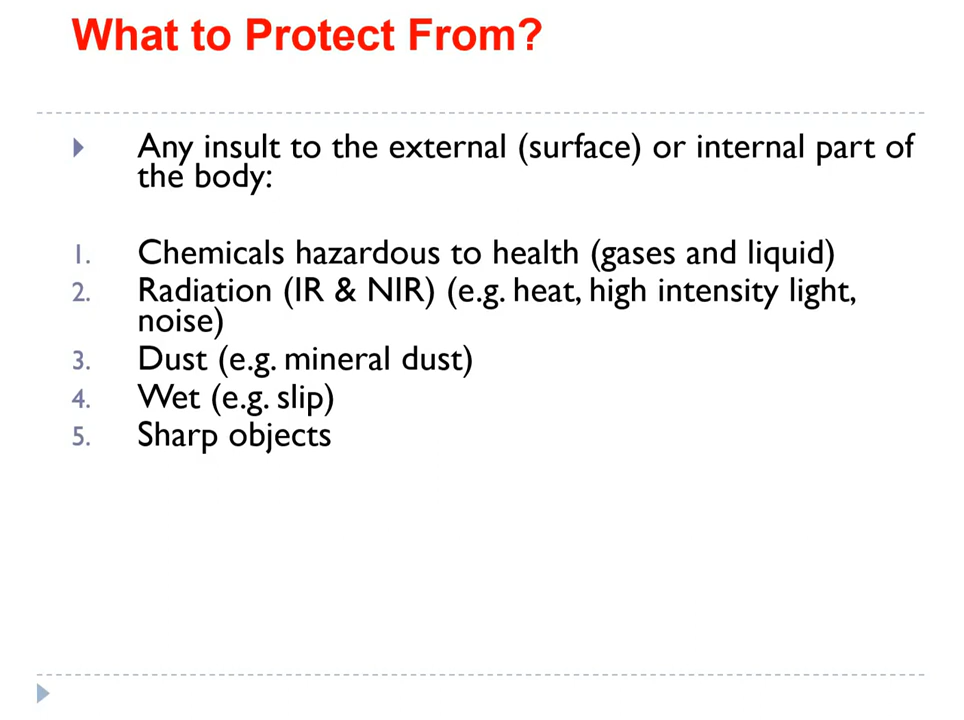 What to Protect From?
Any insult to the external (surface) or internal part of
the body:
1. Chemicals hazardous to health (gases and liquid)
2. Radiation (IR & NIR) (e.g. heat, high intensity light,
noise)
3. Dust (e.g. mineral dust)
4. Wet (e.g. slip)
5. Sharp objects